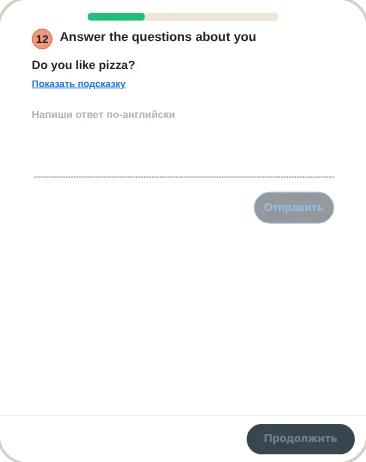 12 Answer the questions about you
Do you like pizza?
Показать подсказку
Напиши ответ по-английски
Отправить
Продолжить